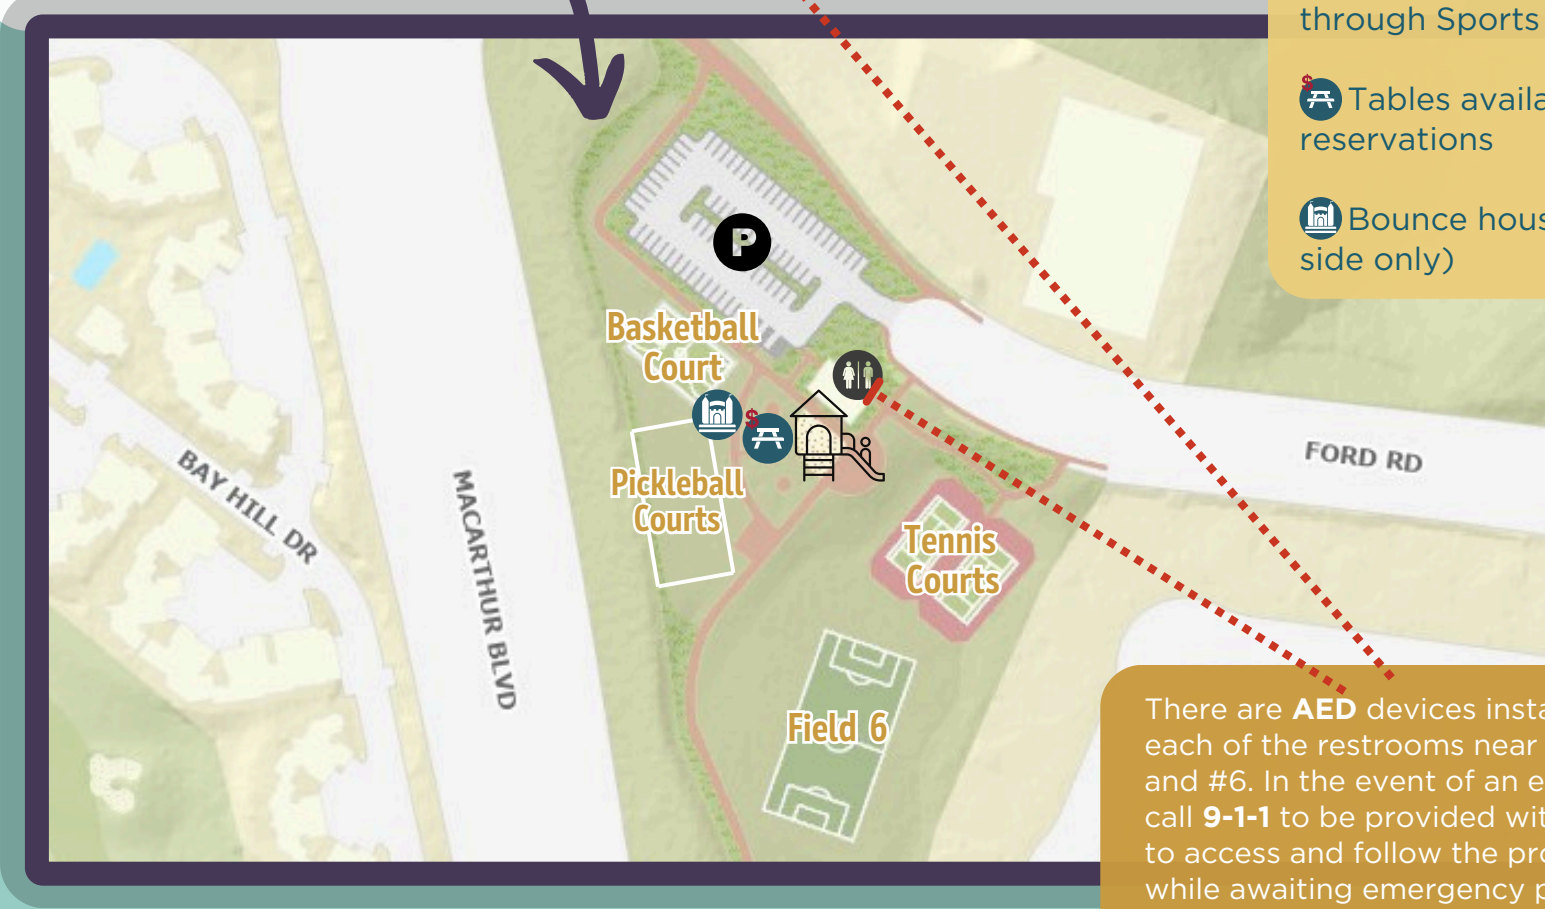 through Sports
$
Tables availa
reservations
Bounce hous
side only)
P
Basketball
Court
$
Pickleball
Courts
Tennis
Courts
Field 6
BAY HILL DR
MACARTHUR BLVD
FORD RD
There are AED devices insta
each of the restrooms near
and #6. In the event of an e
call 9-1-1 to be provided wit
to access and follow the pro
while awaiting emergency p